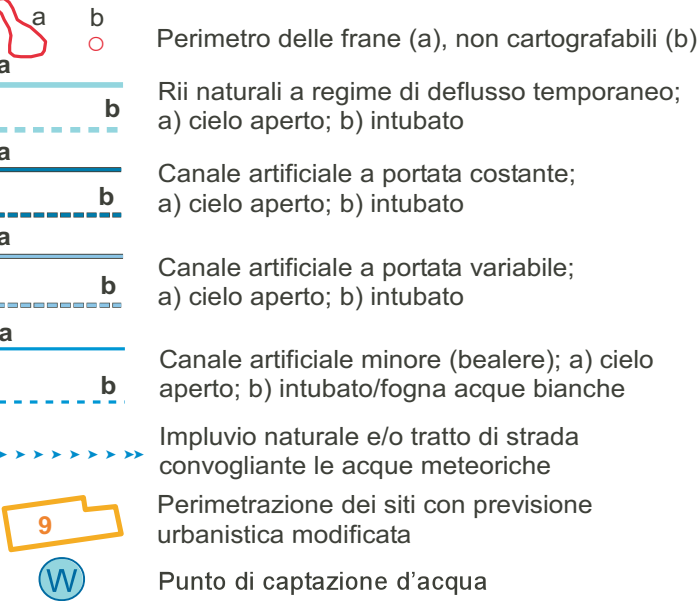 a b
Perimetro delle frane (a), non cartografabili (b)
a
b
Rii naturali a regime di deflusso temporaneo;
a) cielo aperto; b) intubato
a
b
Canale artificiale a portata costante;
a) cielo aperto; b) intubato
a
b
Canale artificiale a portata variabile;
a) cielo aperto; b) intubato
a
b
Canale artificiale minore (bealere); a) cielo
aperto; b) intubato/fogna acque bianche
Impluvio naturale e/o tratto di strada
convogliante le acque meteoriche
9
Perimetrazione dei siti con previsione
urbanistica modificata
W
Punto di captazione d'acqua